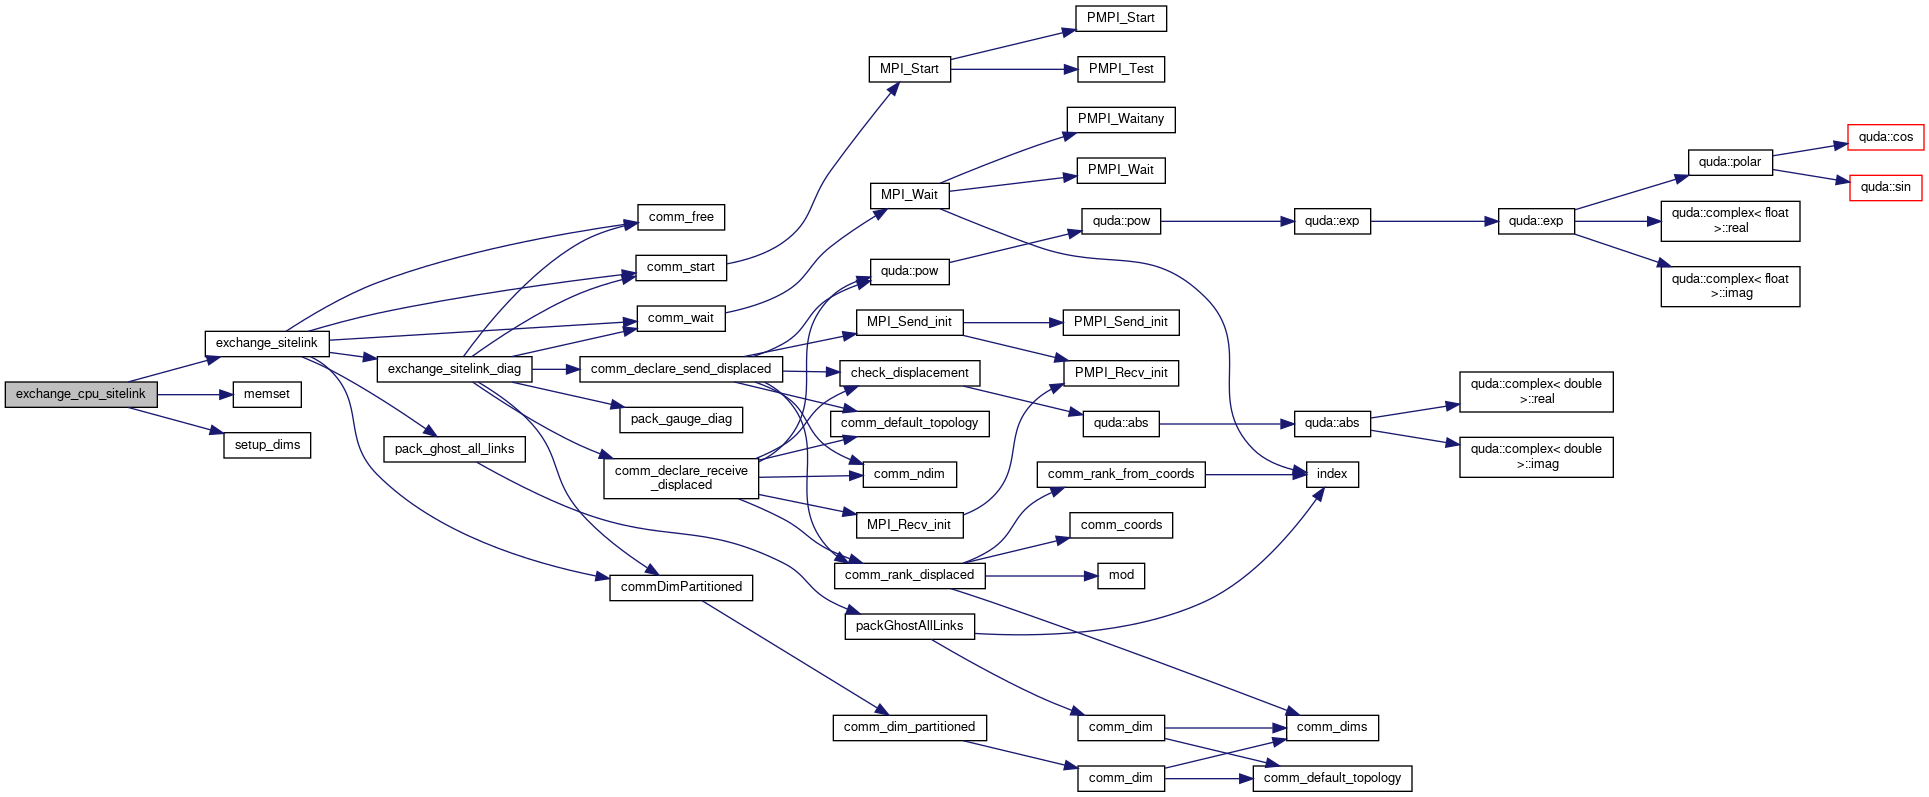 exchange_cpu_sitelink
exchange_sitelink
memset
setup_dims
exchange_sitelink_diag
pack_ghost_all_links
comm_free
comm_start
comm_wait
comm_declare_send_displaced
pack_gauge_diag
comm_declare_receive
_displaced
commDimPartitioned
MPI_Start
MPI_Wait
quda::pow
MPI_Send_init
check_displacement
comm_default_topology
comm_ndim
MPI_Recv_init
comm_rank_displaced
packGhostAllLinks
comm_dim_partitioned
PMPI_Start
PMPI_Test
PMPI_Waitany
PMPI_Wait
quda::pow
PMPI_Send_init
PMPI_Recv_init
quda::abs
comm_rank_from_coords
comm_coords
mod
comm_dim
comm_dim
quda::exp
quda::abs
index
comm_dims
comm_default_topology
quda::exp
quda::complex< double
>::real
quda::complex< double
>::imag
quda::polar
quda::complex< float
>::real
quda::complex< float
>::imag
quda::cos
quda::sin